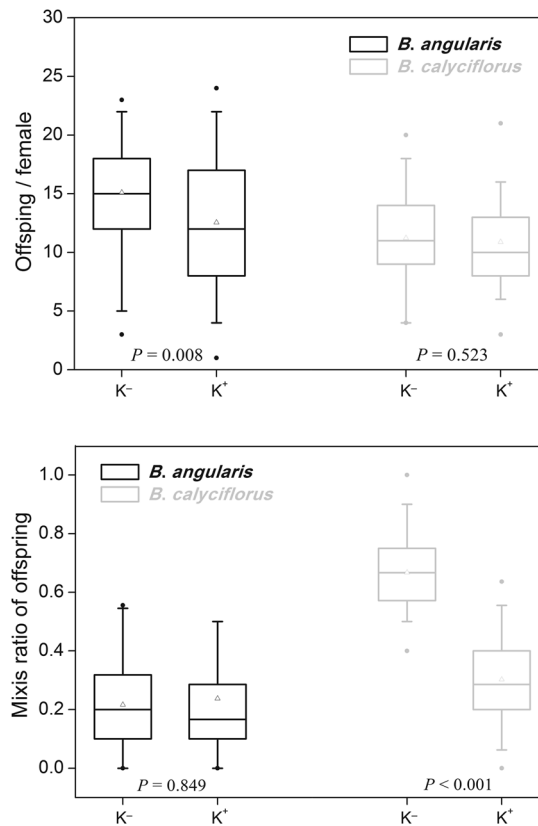 30
25
20
15
10
5
0
Offsping / female
B. angularis
B. calyciflorus
P = 0.008
P = 0.523
K⁻
K⁺
K⁻
K⁺
1.0
0.8
0.6
0.4
0.2
0.0
Mixis ratio of offspring
B. angularis
B. calyciflorus
P = 0.849
P < 0.001
K⁻
K⁺
K⁻
K⁺